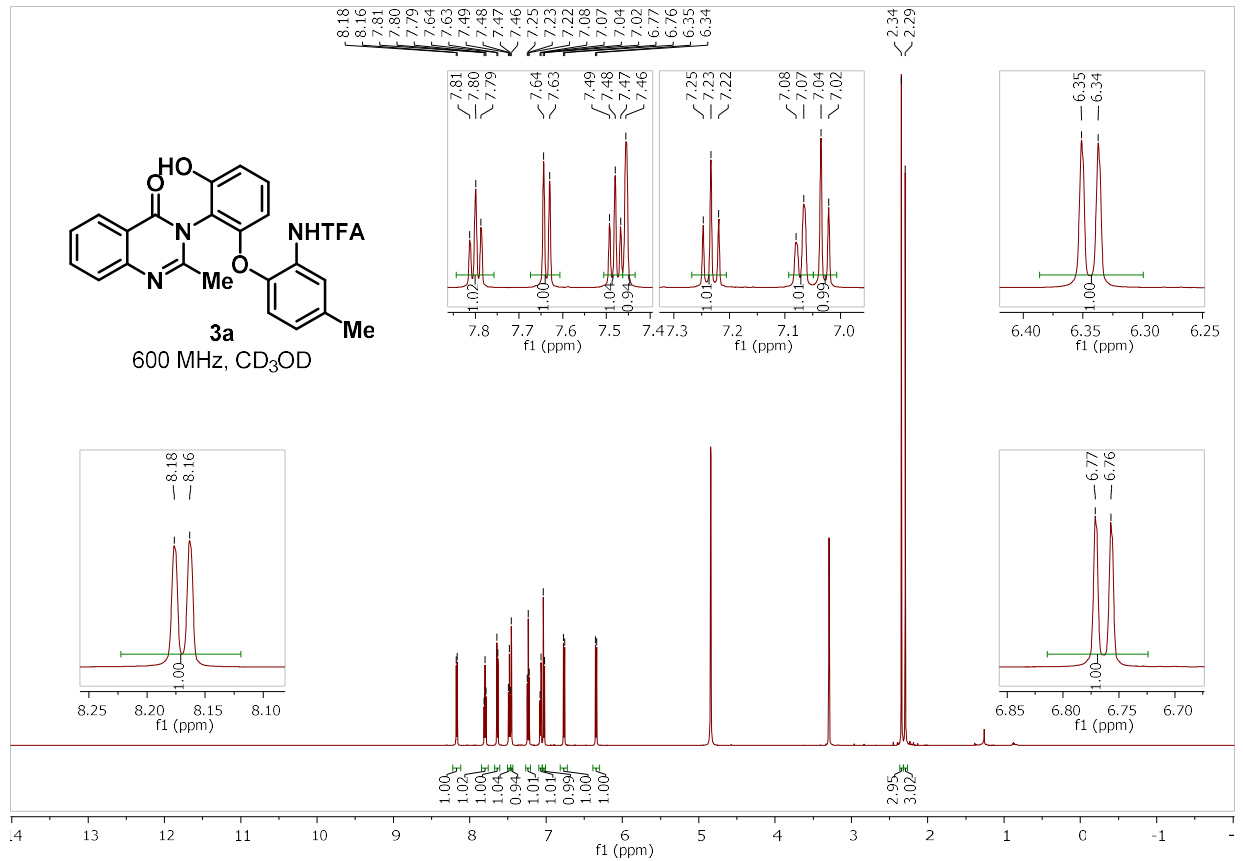 8.18 8.16 7.81 7.80 7.79 7.64 7.63 7.49 7.48 7.47 7.46 7.25 7.23 7.22 7.08 7.07 7.04 7.02 6.77 6.76 6.35 6.34 2.34 2.29
7.81 7.80 7.79 7.64 7.63 7.49 7.48 7.47 7.46
1.02 1.00 1.04 0.94
7.8 7.7 7.6 7.5 7.4
f1 (ppm)
7.25 7.23 7.22 7.08 7.07 7.04 7.02
1.01 1.01 0.99
7.3 7.2 7.1 7.0
f1 (ppm)
6.35 6.34
1.00
6.40 6.35 6.30 6.25
f1 (ppm)
HO
O
N
NHTFA
N
Me
O
Me
3a
600 MHz, CD₃OD
8.18 8.16
1.00
8.25 8.20 8.15 8.10
f1 (ppm)
6.77 6.76
1.00
6.85 6.80 6.75 6.70
f1 (ppm)
1.00 1.02 1.00 1.04 0.94 1.01 1.01 0.99 1.00 1.00 2.95 3.02
14 13 12 11 10 9 8 7 6 5 4 3 2 1 0 -1
f1 (ppm)